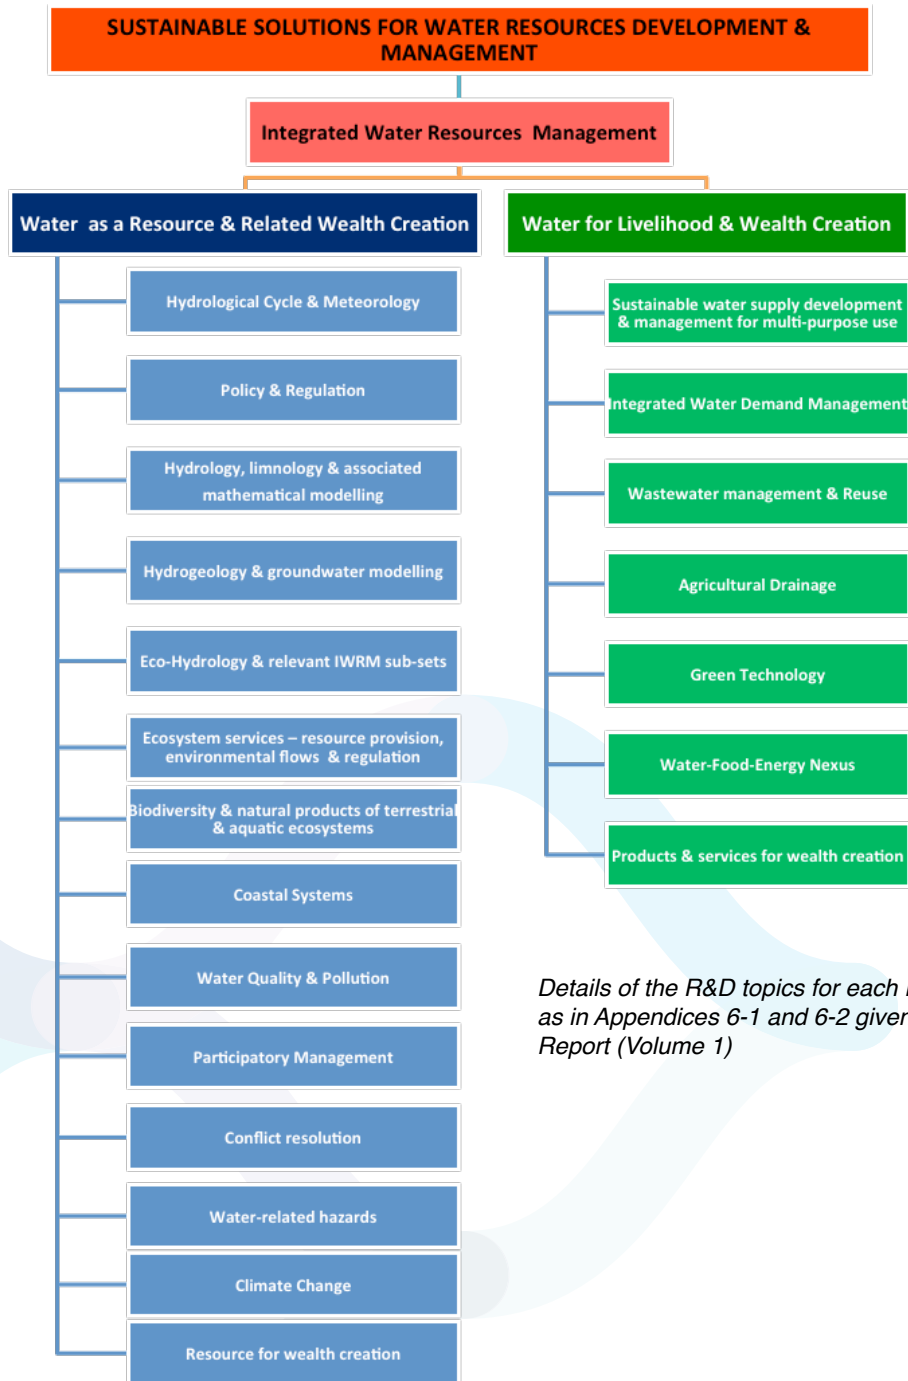 SUSTAINABLE SOLUTIONS FOR WATER RESOURCES DEVELOPMENT &
MANAGEMENT
Integrated Water Resources Management
Water as a Resource & Related Wealth Creation
Hydrological Cycle & Meteorology
Policy & Regulation
Hydrology, limnology & associated
mathematical modelling
Hydrogeology & groundwater modelling
Eco-Hydrology & relevant IWRM sub-sets
Ecosystem services – resource provision,
environmental flows & regulation
Biodiversity & natural products of terrestrial
& aquatic ecosystems
Coastal Systems
Water Quality & Pollution
Participatory Management
Conflict resolution
Water-related hazards
Climate Change
Resource for wealth creation
Water for Livelihood & Wealth Creation
Sustainable water supply development
& management for multi-purpose use
Integrated Water Demand Management
Wastewater management & Reuse
Agricultural Drainage
Green Technology
Water-Food-Energy Nexus
Products & services for wealth creation
Details of the R&D topics for each
as in Appendices 6-1 and 6-2 given
Report (Volume 1)